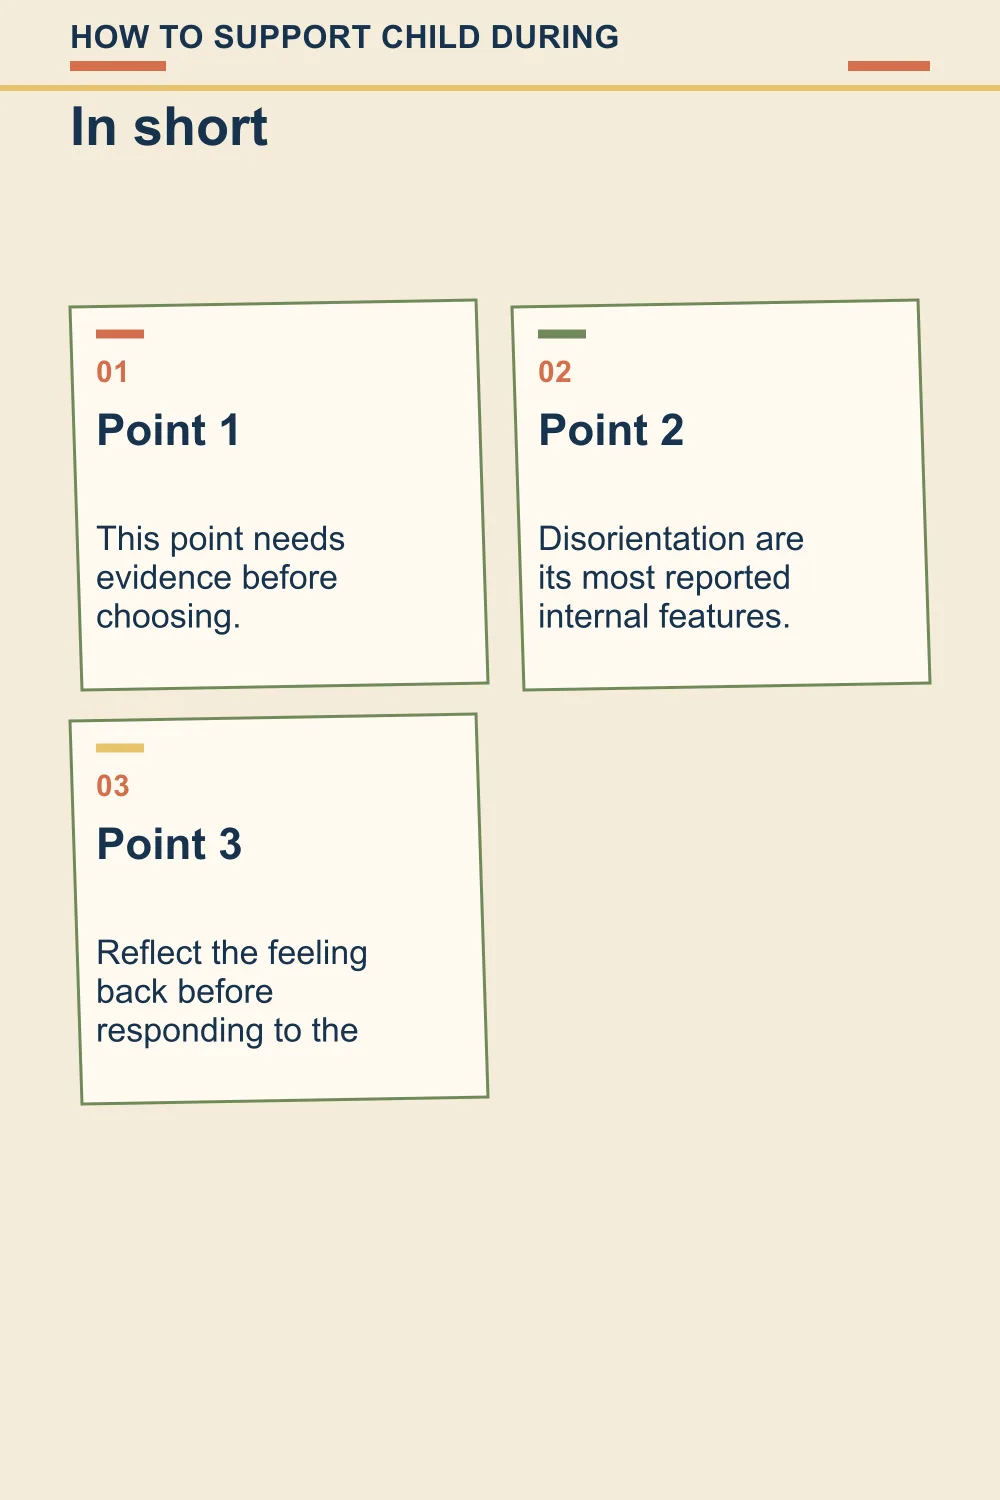 HOW TO SUPPORT CHILD DURING
In short
01
Point 1
This point needs
evidence before
choosing.
02
Point 2
Disorientation are
its most reported
internal features.
03
Point 3
Reflect the feeling
back before
responding to the